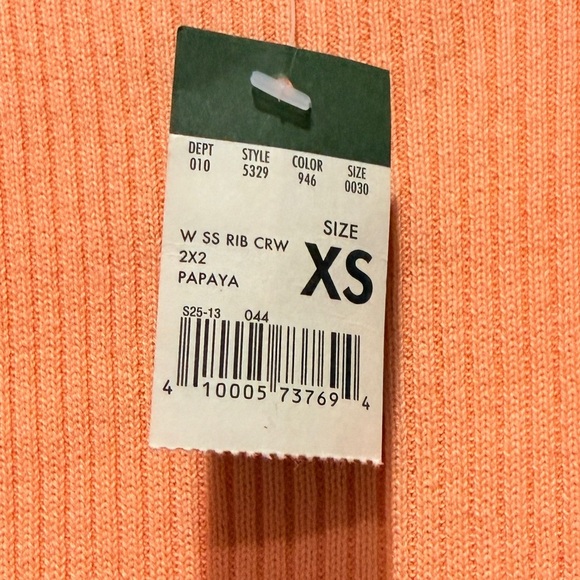 DEPT STYLE COLOR SIZE
010 5329 946 0030
W SS RIB CRW
2X2
PAPAYA
SIZE
XS
S25-13 044
4 10005 73769 4